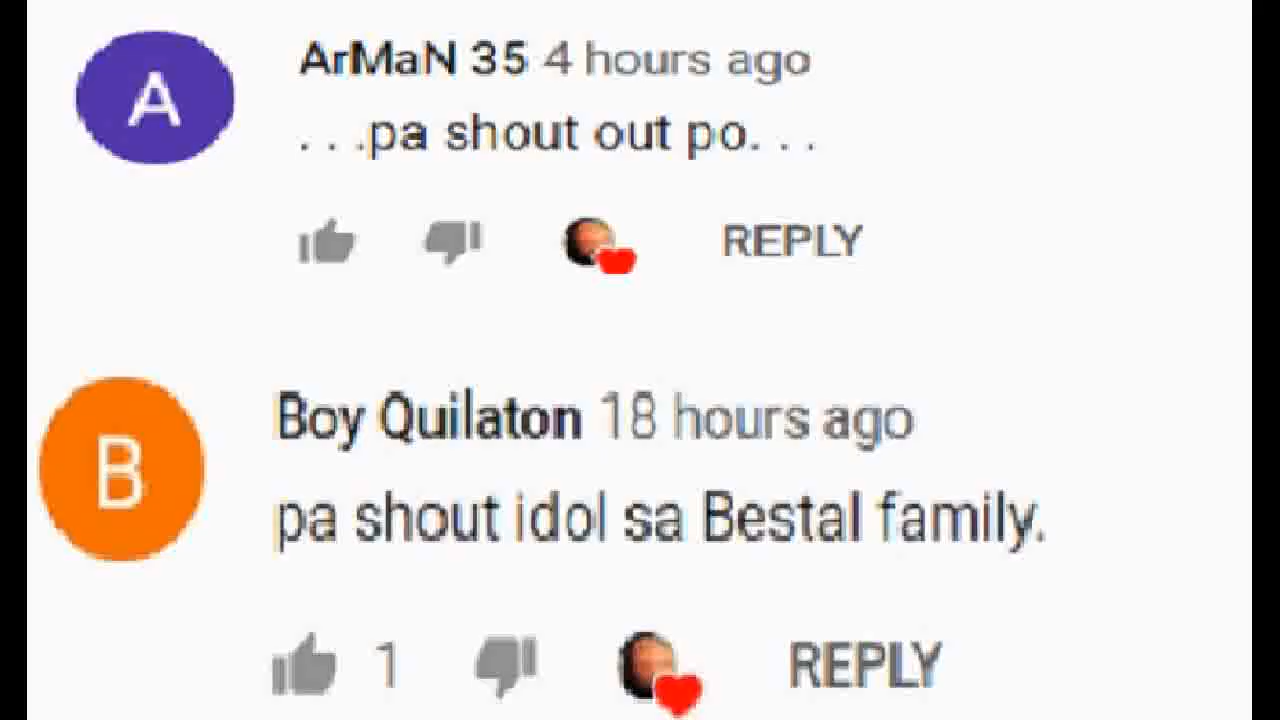 A
ArMaN 35 4 hours ago
. . .pa shout out po. . .
REPLY
B
Boy Quilaton 18 hours ago
pa shout idol sa Bestal family.
1
REPLY